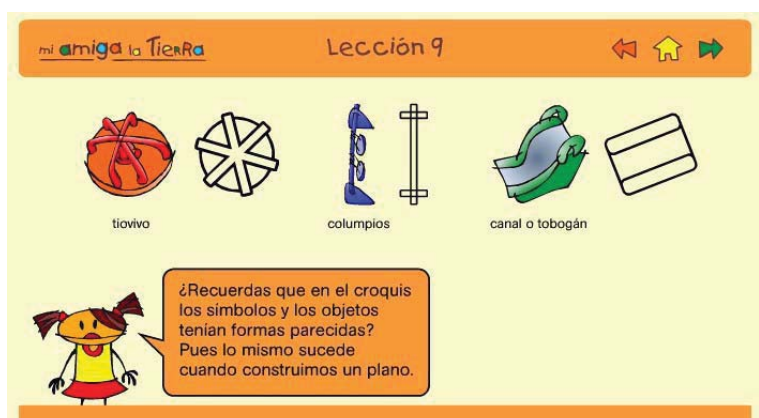 mi amiga la Tierra
Lección 9
tiovivo
columpios
canal o tobogán
¿Recuerdas que en el croquis
los símbolos y los objetos
tenían formas parecidas?
Pues lo mismo sucede
cuando construimos un plano.